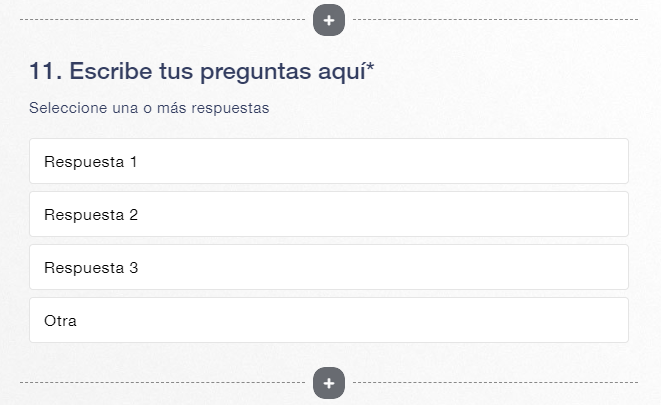 +
11. Escribe tus preguntas aquí*
Seleccione una o más respuestas
Respuesta 1
Respuesta 2
Respuesta 3
Otra
+